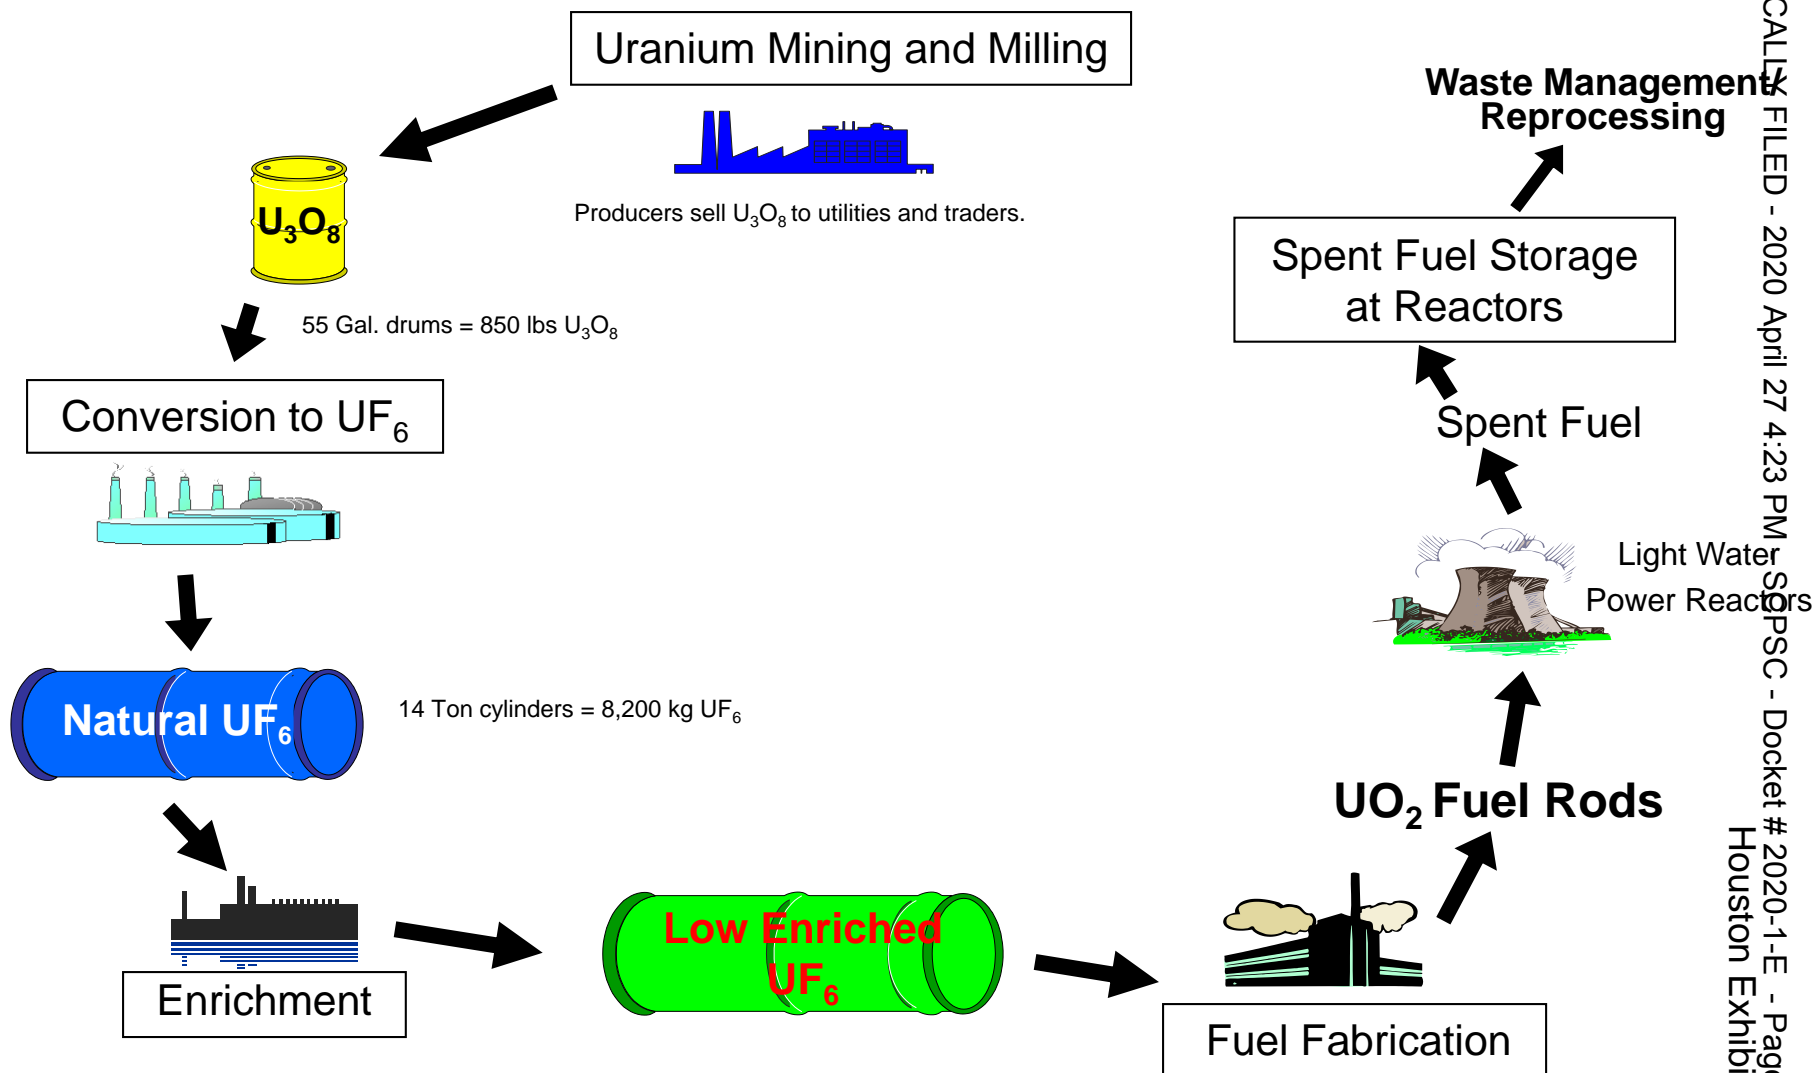 Uranium Mining and Milling
Producers sell U₃O₈ to utilities and traders.
U₃O₈
55 Gal. drums = 850 lbs U₃O₈
Conversion to UF₆
Natural UF₆
14 Ton cylinders = 8,200 kg UF₆
Enrichment
Low Enriched
UF₆
Fuel Fabrication
UO₂ Fuel Rods
Light Water
Power Reactors
Spent Fuel
Spent Fuel Storage
at Reactors
Waste Management/
Reprocessing
FILED - 2020 April 27 4:23 PM - SCPSC - Docket # 2020-1-E - Page
Houston